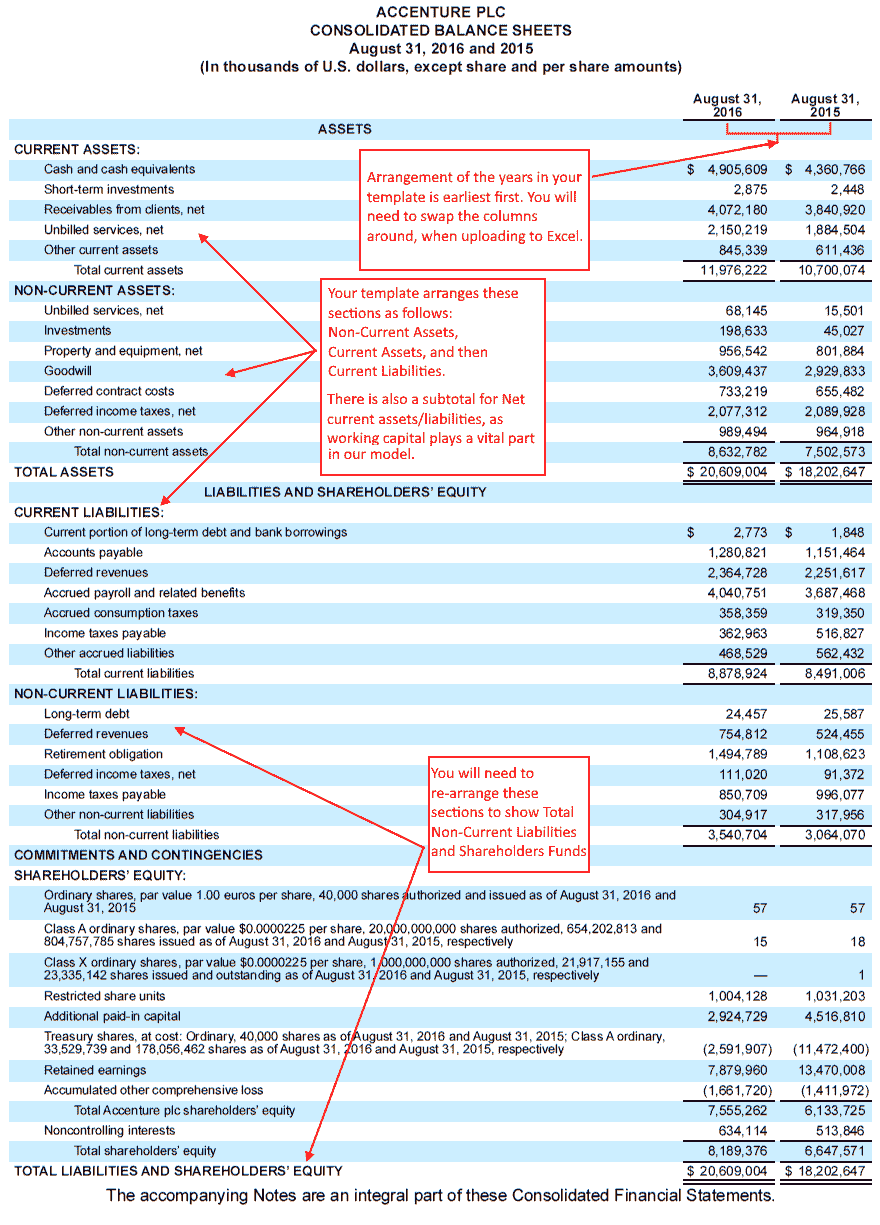 ACCENTURE PLC
CONSOLIDATED BALANCE SHEETS
August 31, 2016 and 2015
(In thousands of U.S. dollars, except share and per share amounts)
August 31, 2016 August 31, 2015
ASSETS
CURRENT ASSETS:
Cash and cash equivalents $ 4,905,609 $ 4,360,766
Short-term investments 2,875 2,448
Receivables from clients, net 4,072,180 3,840,920
Unbilled services, net 2,150,219 1,884,504
Other current assets 845,339 611,436
Total current assets 11,976,222 10,700,074
Arrangement of the years in your
template is earliest first. You will
need to swap the columns
around, when uploading to Excel.
NON-CURRENT ASSETS:
Unbilled services, net 68,145 15,501
Investments 198,633 45,027
Property and equipment, net 956,542 801,884
Goodwill 3,609,437 2,929,833
Deferred contract costs 733,219 655,482
Deferred income taxes, net 2,077,312 2,089,928
Other non-current assets 989,494 964,918
Total non-current assets 8,632,782 7,502,573
TOTAL ASSETS $ 20,609,004 $ 18,202,647
Your template arranges these
sections as follows:
Non-Current Assets,
Current Assets, and then
Current Liabilities.
There is also a subtotal for Net
current assets/liabilities, as
working capital plays a vital part
in our model.
LIABILITIES AND SHAREHOLDERS' EQUITY
CURRENT LIABILITIES:
Current portion of long-term debt and bank borrowings $ 2,773 $ 1,848
Accounts payable 1,280,821 1,151,464
Deferred revenues 2,364,728 2,251,617
Accrued payroll and related benefits 4,040,751 3,687,468
Accrued consumption taxes 358,359 319,350
Income taxes payable 362,963 516,827
Other accrued liabilities 468,529 562,432
Total current liabilities 8,878,924 8,491,006
NON-CURRENT LIABILITIES:
Long-term debt 24,457 25,587
Deferred revenues 754,812 524,455
Retirement obligation 1,494,789 1,108,623
Deferred income taxes, net 111,020 91,372
Income taxes payable 850,709 996,077
Other non-current liabilities 304,917 317,956
Total non-current liabilities 3,540,704 3,064,070
You will need to
re-arrange these
sections to show Total
Non-Current Liabilities
and Shareholders Funds
COMMITMENTS AND CONTINGENCIES
SHAREHOLDERS' EQUITY:
Ordinary shares, par value 1.00 euros per share, 40,000 shares authorized and issued as of August 31, 2016 and
August 31, 2015 57 57
Class A ordinary shares, par value $0.0000225 per share, 20,000,000,000 shares authorized, 654,202,813 and
804,757,785 shares issued as of August 31, 2016 and August 31, 2015, respectively 15 18
Class X ordinary shares, par value $0.0000225 per share, 1,000,000,000 shares authorized, 21,917,155 and
23,335,142 shares issued and outstanding as of August 31, 2016 and August 31, 2015, respectively — 1
Restricted share units 1,004,128 1,031,203
Additional paid-in capital 2,924,729 4,516,810
Treasury shares, at cost: Ordinary, 40,000 shares as of August 31, 2016 and August 31, 2015; Class A ordinary,
33,529,739 and 178,056,462 shares as of August 31, 2016 and August 31, 2015, respectively (2,591,907) (11,472,400)
Retained earnings 7,879,960 13,470,008
Accumulated other comprehensive loss (1,661,720) (1,411,972)
Total Accenture plc shareholders' equity 7,555,262 6,133,725
Noncontrolling interests 634,114 513,846
Total shareholders' equity 8,189,376 6,647,571
TOTAL LIABILITIES AND SHAREHOLDERS' EQUITY $ 20,609,004 $ 18,202,647
The accompanying Notes are an integral part of these Consolidated Financial Statements.